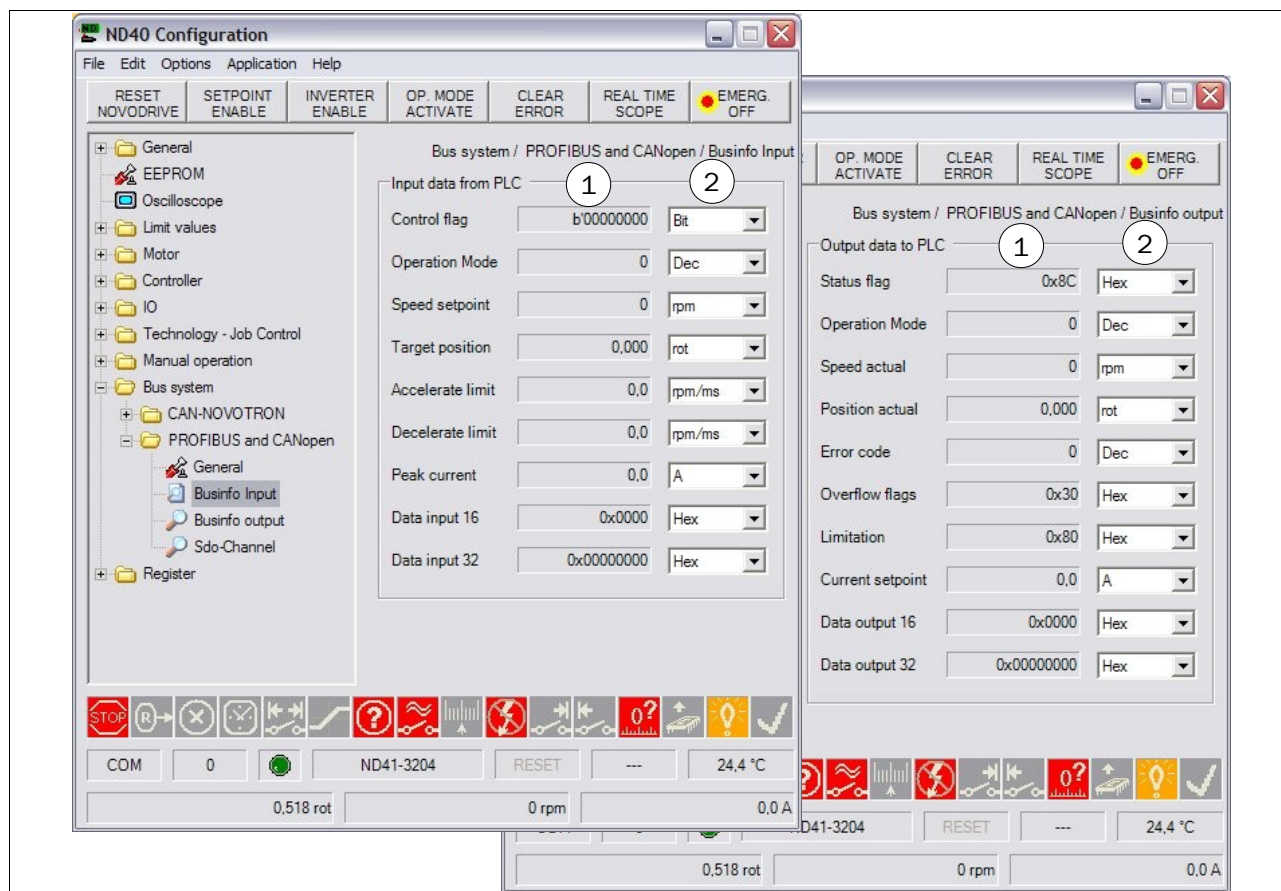 ND40 Configuration
File Edit Options Application Help
RESET NOVODRIVE
SETPOINT ENABLE
INVERTER ENABLE
OP. MODE ACTIVATE
CLEAR ERROR
REAL TIME SCOPE
EMERG. OFF
General
EEPROM
Oscilloscope
Limit values
Motor
Controller
IO
Technology - Job Control
Manual operation
Bus system
CAN-NOVOTRON
PROFIBUS and CANopen
General
Businfo Input
Businfo output
Sdo-Channel
Register
Bus system / PROFIBUS and CANopen / Businfo Input
Input data from PLC 1 2
Control flag b'00000000 Bit
Operation Mode 0 Dec
Speed setpoint 0 rpm
Target position 0,000 rot
Accelerate limit 0,0 rpm/ms
Decelerate limit 0,0 rpm/ms
Peak current 0,0 A
Data input 16 0x0000 Hex
Data input 32 0x00000000 Hex
STOP R ? 0?
COM 0 ND41-3204 RESET --- 24,4 °C
0,518 rot 0 rpm 0,0 A
OP. MODE ACTIVATE
CLEAR ERROR
REAL TIME SCOPE
EMERG. OFF
Bus system / PROFIBUS and CANopen / Businfo output
Output data to PLC 1 2
Status flag 0x8C Hex
Operation Mode 0 Dec
Speed actual 0 rpm
Position actual 0,000 rot
Error code 0 Dec
Overflow flags 0x30 Hex
Limitation 0x80 Hex
Current setpoint 0,0 A
Data output 16 0x0000 Hex
Data output 32 0x00000000 Hex
0?
D41-3204 RESET --- 24,4 °C
0,518 rot 0 rpm 0,0 A